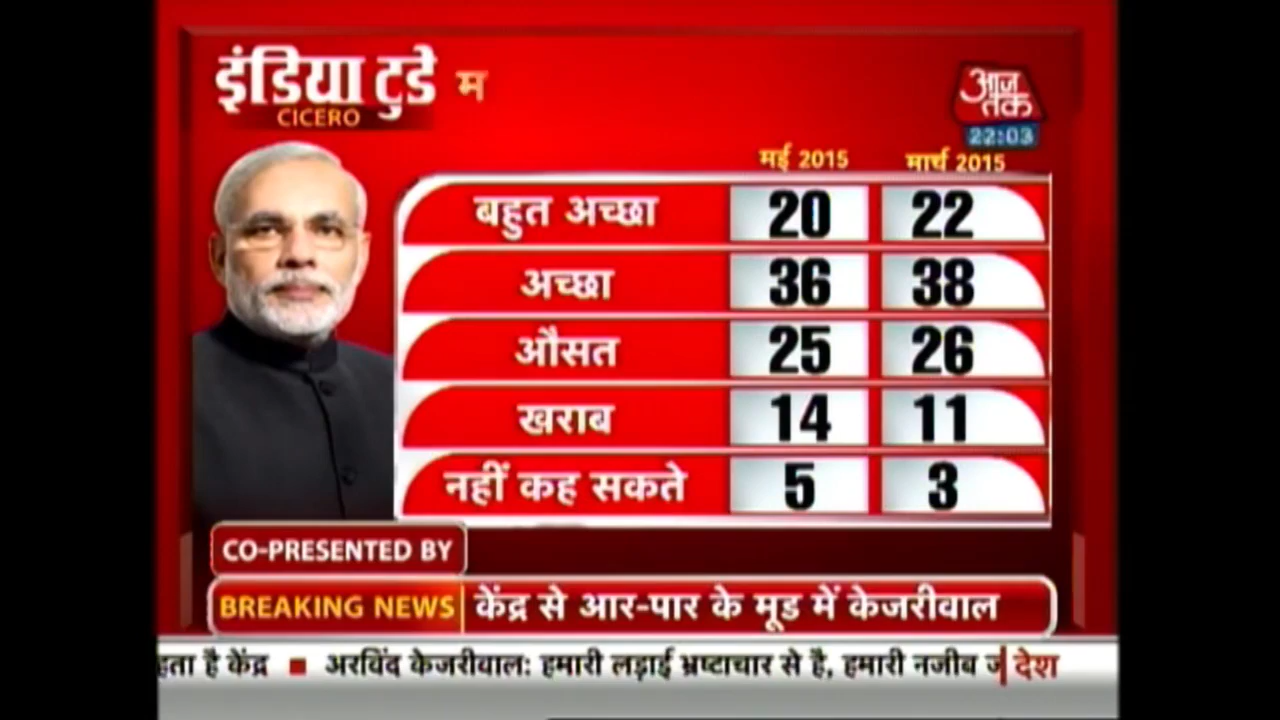 इंडिया टुडे म
CICERO
आज तक
22:03
मई 2015 मार्च 2015
बहुत अच्छा 20 22
अच्छा 36 38
औसत 25 26
खराब 14 11
नहीं कह सकते 5 3
CO-PRESENTED BY
BREAKING NEWS केंद्र से आर-पार के मूड में केजरीवाल
हता है केंद्र ■ अरविंद केजरीवाल: हमारी लड़ाई भ्रष्टाचार से है, हमारी नजीब ज देश